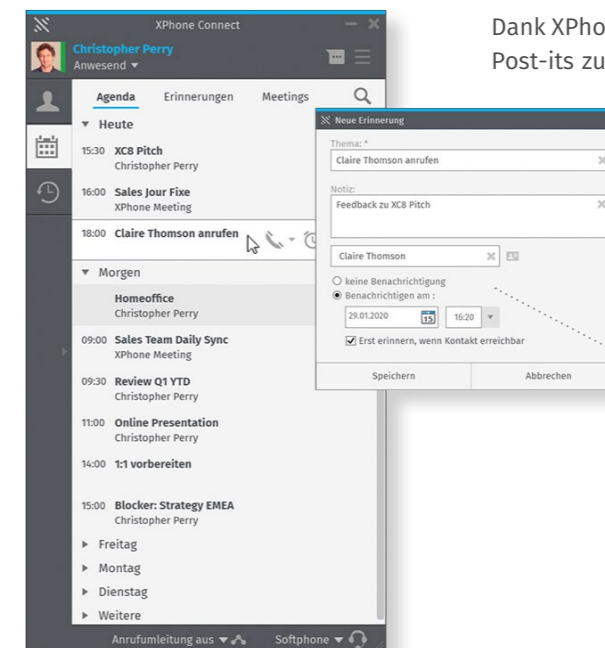 XPhone Connect
Christopher Perry
Anwesend
Agenda Erinnerungen Meetings
Heute
15:30 XC8 Pitch
Christopher Perry
16:00 Sales Jour Fixe
XPhone Meeting
18:00 Claire Thomson anrufen
Morgen
Homeoffice
Christopher Perry
09:00 Sales Team Daily Sync
XPhone Meeting
09:30 Review Q1 YTD
Christopher Perry
11:00 Online Presentation
Christopher Perry
14:00 1:1 vorbereiten
15:00 Blocker: Strategy EMEA
Christopher Perry
Freitag
Montag
Dienstag
Weitere
Anrufumleitung aus Softphone
Dank XPho
Post-its zu
Neue Erinnerung
Thema: *
Claire Thomson anrufen
Notiz:
Feedback zu XC8 Pitch
Claire Thomson
keine Benachrichtigung
Benachrichtigen am :
29.01.2020 15 16:20
Erst erinnern, wenn Kontakt erreichbar
Speichern Abbrechen